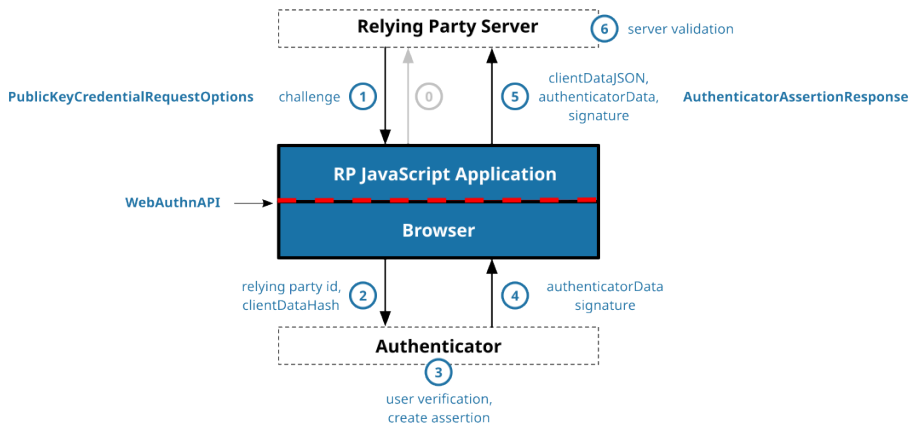 Relying Party Server
6 server validation
PublicKeyCredentialRequestOptions
challenge 1
0
5
clientDataJSON,
authenticatorData,
signature
AuthenticatorAssertionResponse
RP JavaScript Application
WebAuthnAPI
Browser
relying party id,
clientDataHash
2
4
authenticatorData
signature
Authenticator
3
user verification,
create assertion